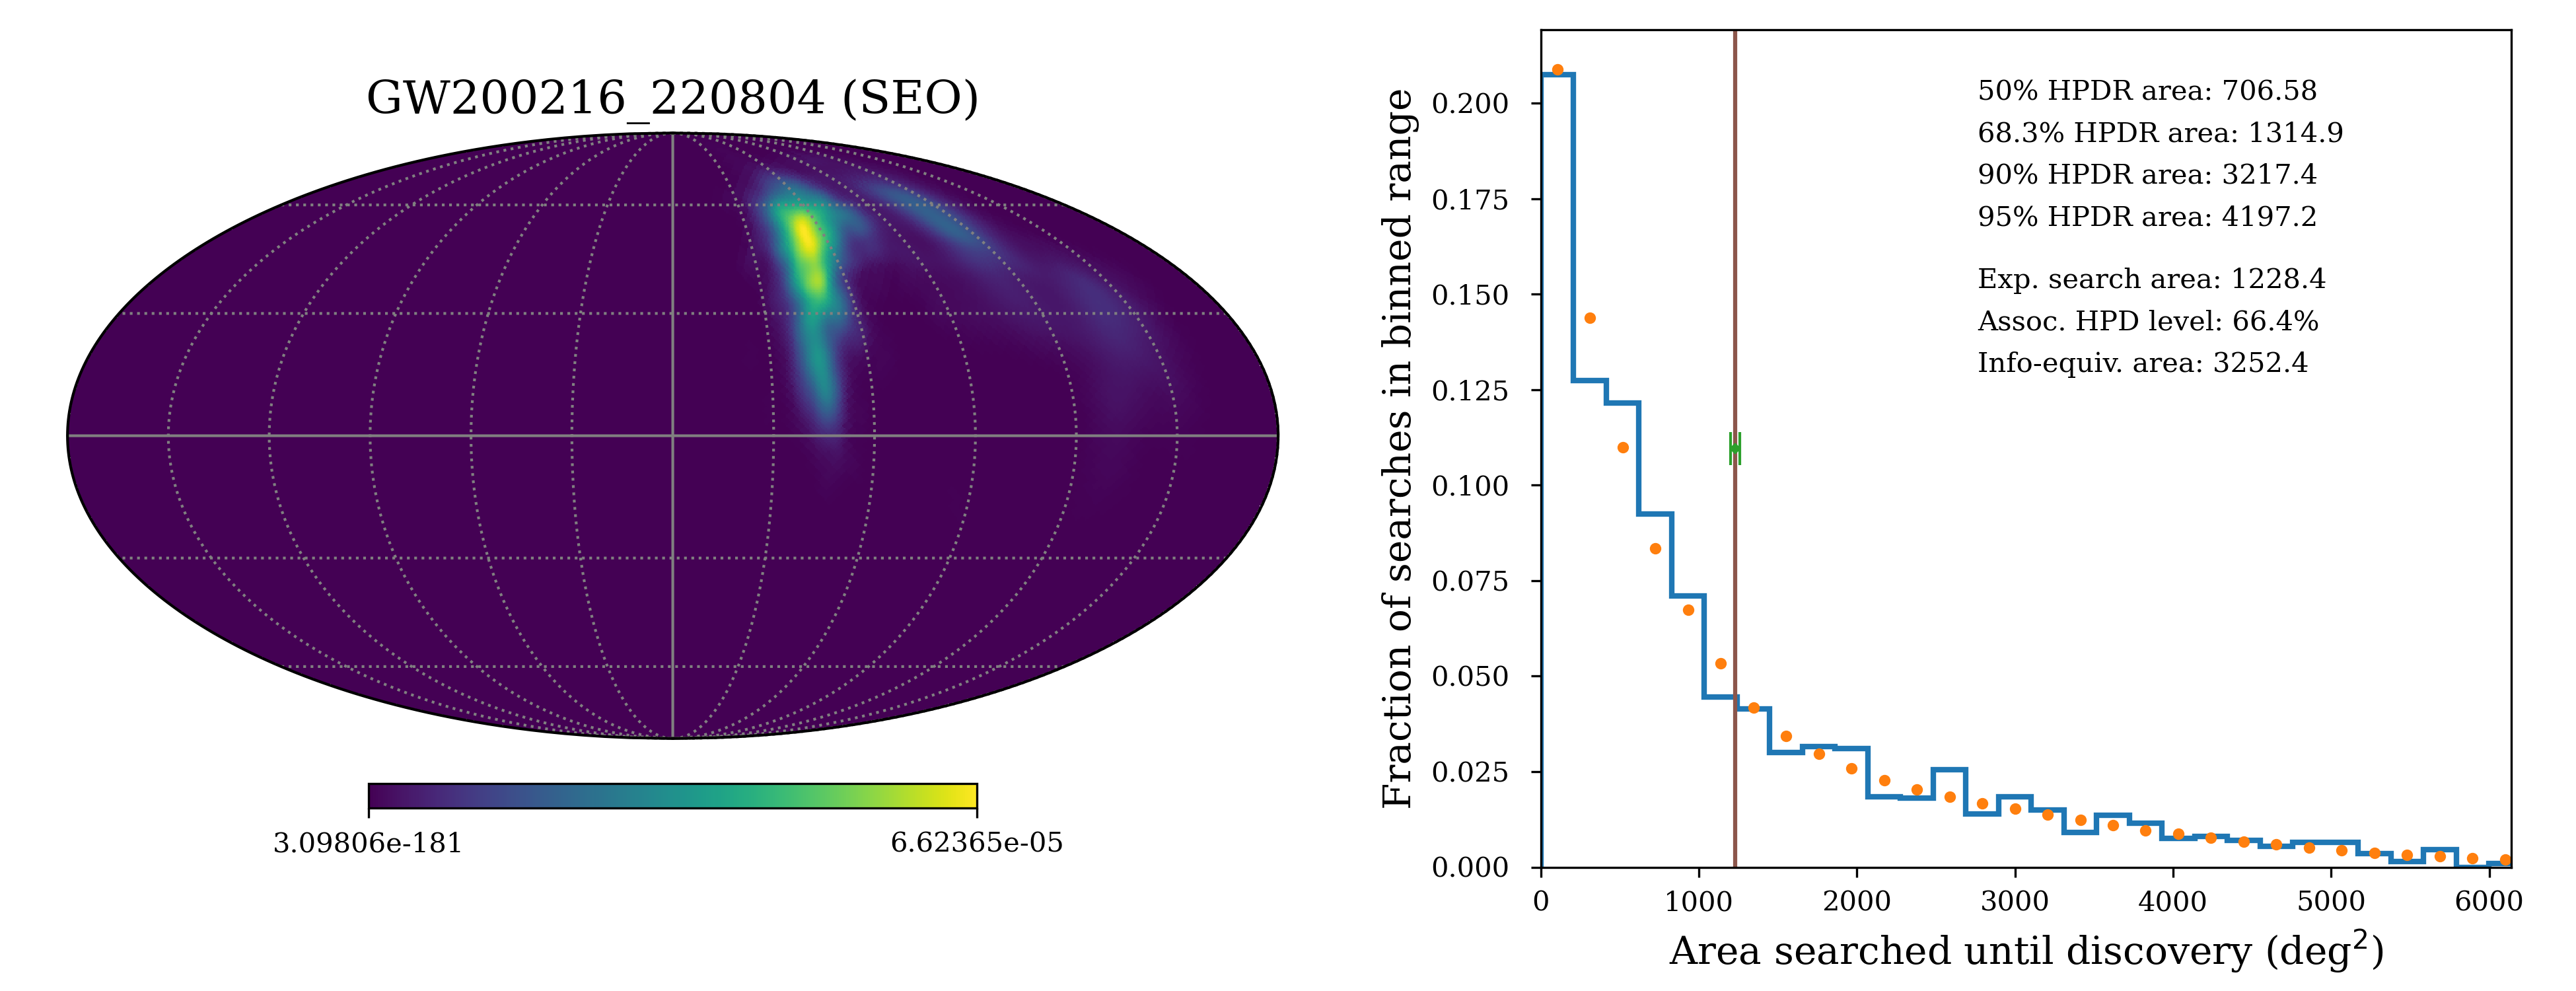 GW200216_220804 (SEO)
3.09806e-181
6.62365e-05
Fraction of searches in binned range
0.200
0.175
0.150
0.125
0.100
0.075
0.050
0.025
0.000
50% HPDR area: 706.58
68.3% HPDR area: 1314.9
90% HPDR area: 3217.4
95% HPDR area: 4197.2
Exp. search area: 1228.4
Assoc. HPD level: 66.4%
Info-equiv. area: 3252.4
0 1000 2000 3000 4000 5000 6000
Area searched until discovery (deg²)